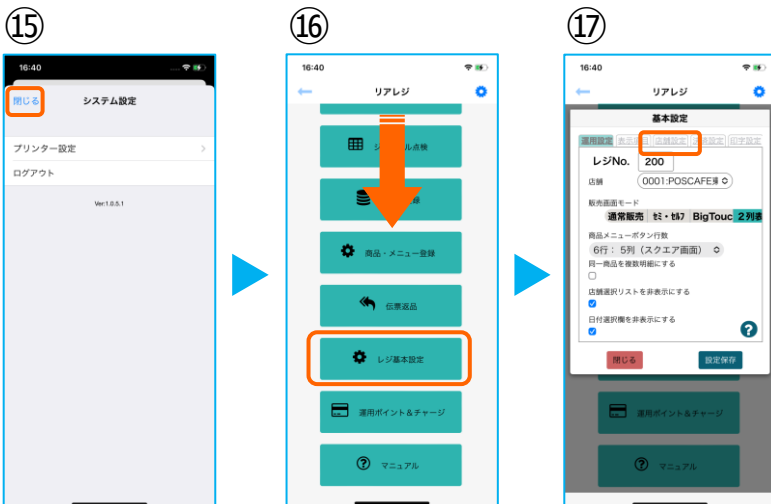 ⑮
16:40
閉じる システム設定
プリンター設定
ログアウト
Ver:1.0.5.1
⑯
16:40
リアレジ
ル点検
商品・メニュー登録
伝票返品
レジ基本設定
運用ポイント&チャージ
マニュアル
⑰
16:40
リアレジ
基本設定
運用設定 店舗設定 印字設定
レジNo. 200
店舗 0001:POSCAFE
販売画面モード
通常販売 ｾﾐ・ｾﾙﾌ BigTouc 2列表
商品メニューボタン行数
6行： 5列 （スクエア画面）
同一商品を複数明細にする
店舗選択リストを非表示にする
日付選択欄を非表示にする
?
閉じる 設定保存
運用ポイント&チャージ
マニュアル